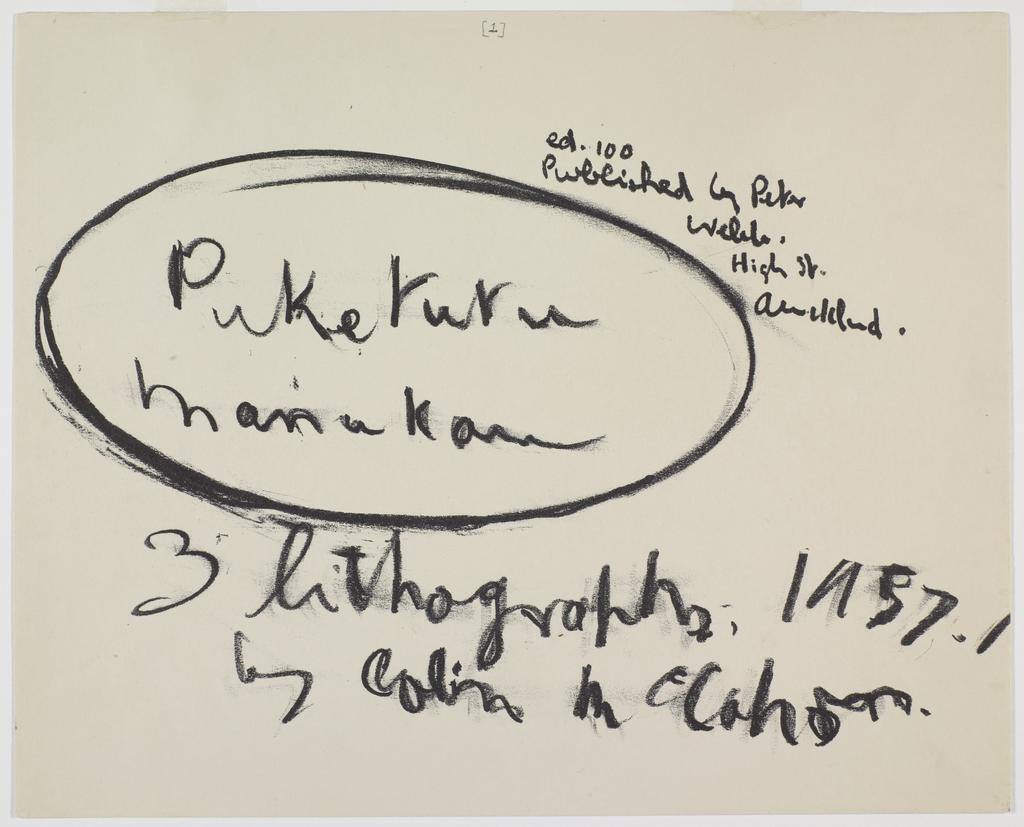 [1]
ed. 100
Published by Peter
Webb.
High St.
Auckland.
Puketutu
Manukau
3 lithographs. 1957.
by Colin McCahon.